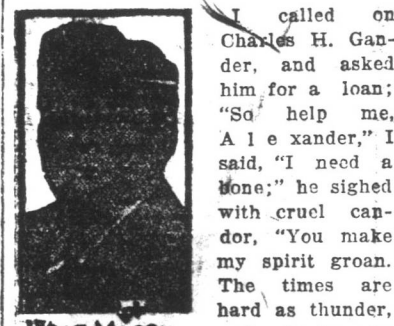 I called on
Charles H. Gan-
der, and asked
him for a loan;
"So help me,
A l e xander," I
said, "I need a
bone;" he sighed
with cruel can-
dor, "You make
my spirit groan.
The times are
hard as thunder,